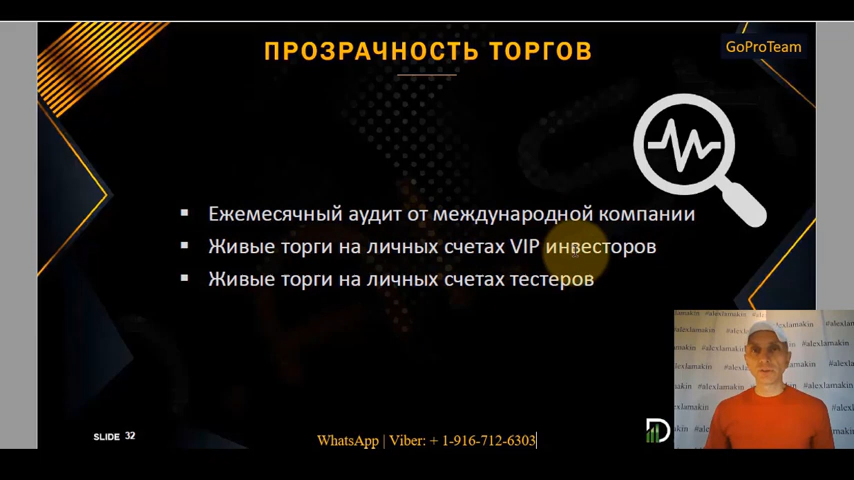 ПРОЗРАЧНОСТЬ ТОРГОВ
GoProTeam
Ежемесячный аудит от международной компании
Живые торги на личных счетах VIP инвесторов
Живые торги на личных счетах тестеров
#alexlamakin
SLIDE 32
WhatsApp | Viber: + 1-916-712-6303